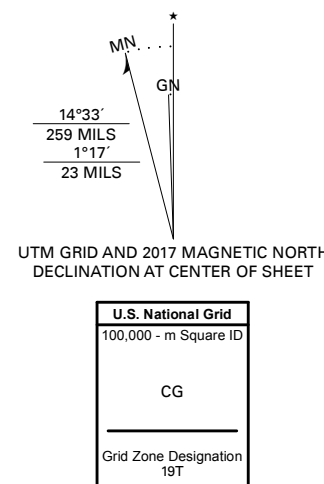 ★
MN
GN
14°33´
259 MILS
1°17´
23 MILS
UTM GRID AND 2017 MAGNETIC NORTH
DECLINATION AT CENTER OF SHEET
U.S. National Grid
100,000 - m Square ID
CG
Grid Zone Designation
19T